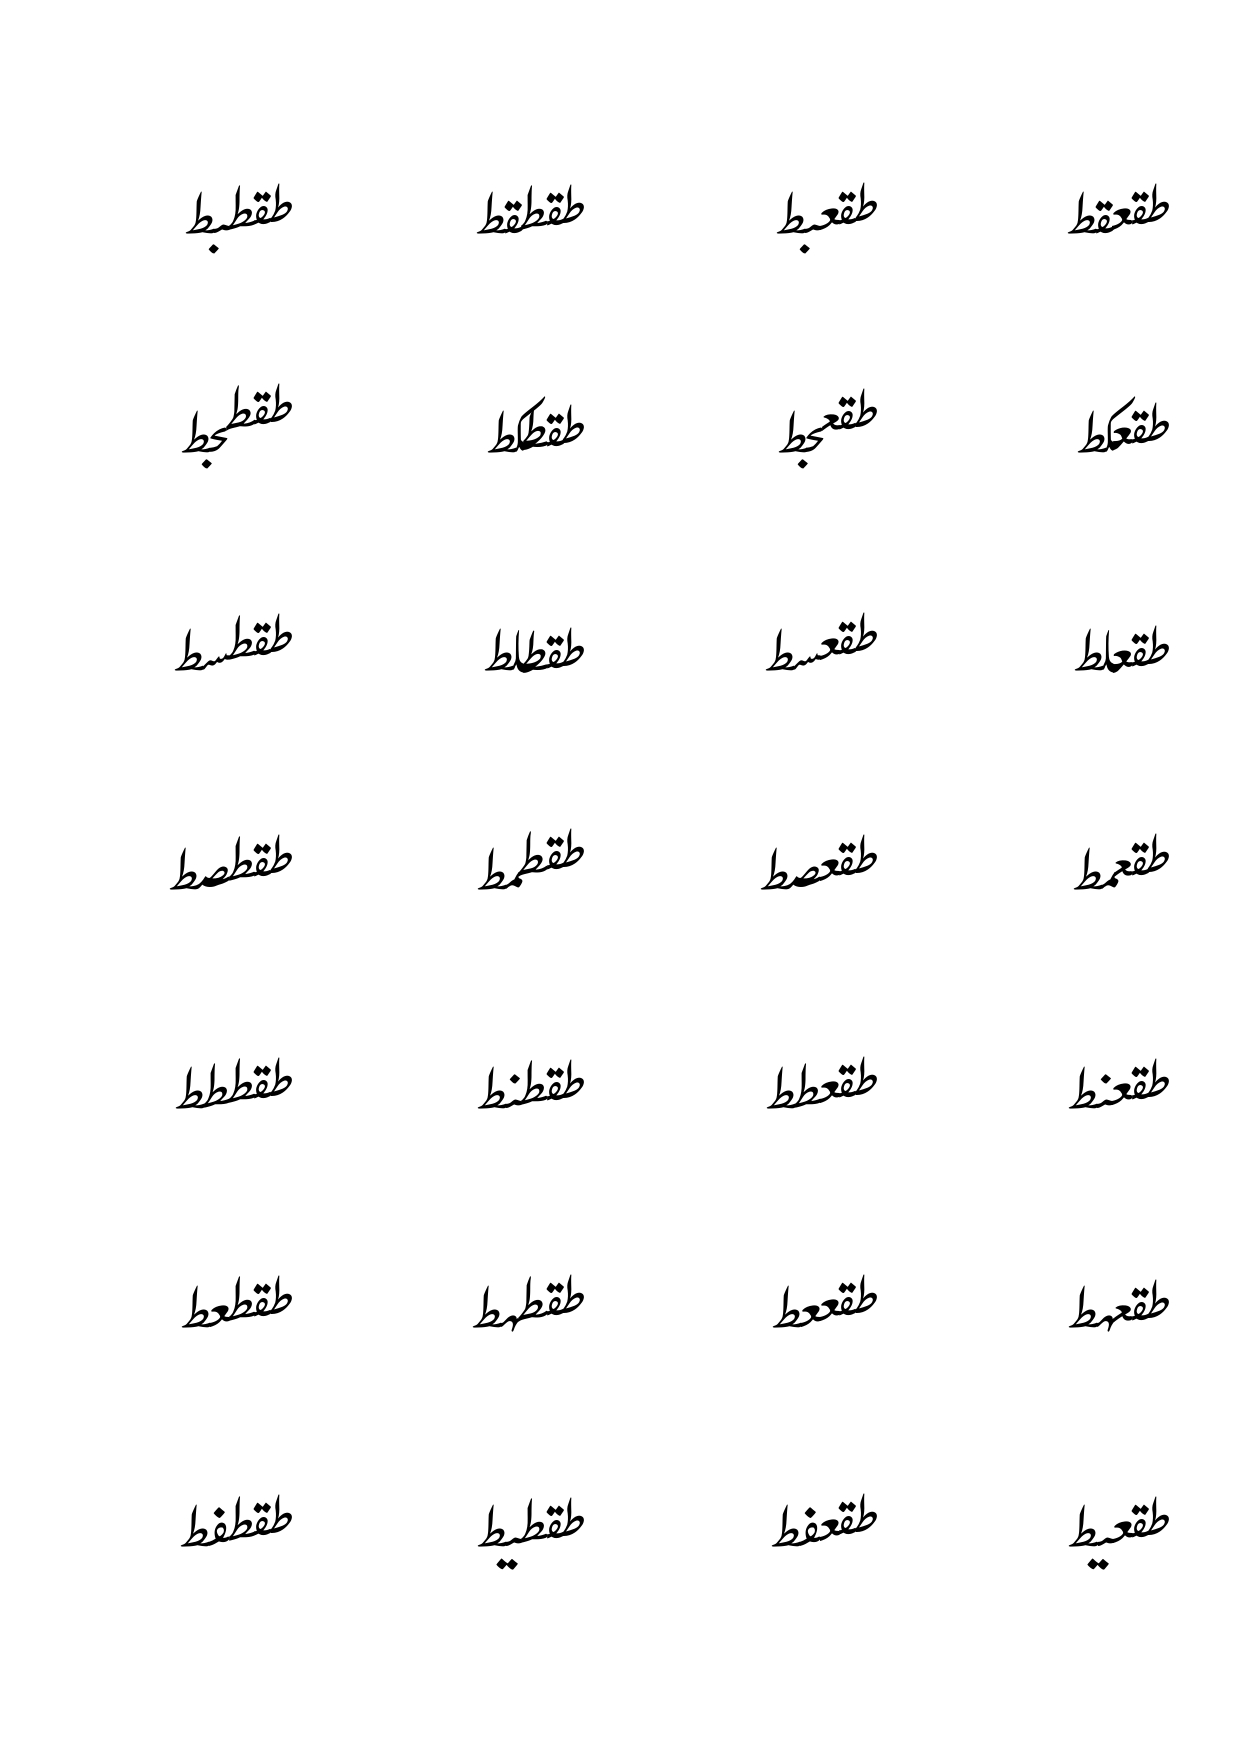 طقعقط طقعبط طقطقط طقطبط
طقعكط طقعجط طقطكط طقطجط
طقعلط طقعسط طقطلط طقطسط
طقعمط طقعصط طقطمط طقطصط
طقعنط طقعطط طقطنط طقططط
طقعهط طقععط طقطهط طقطعط
طقعيط طقعفط طقطيط طقطفط